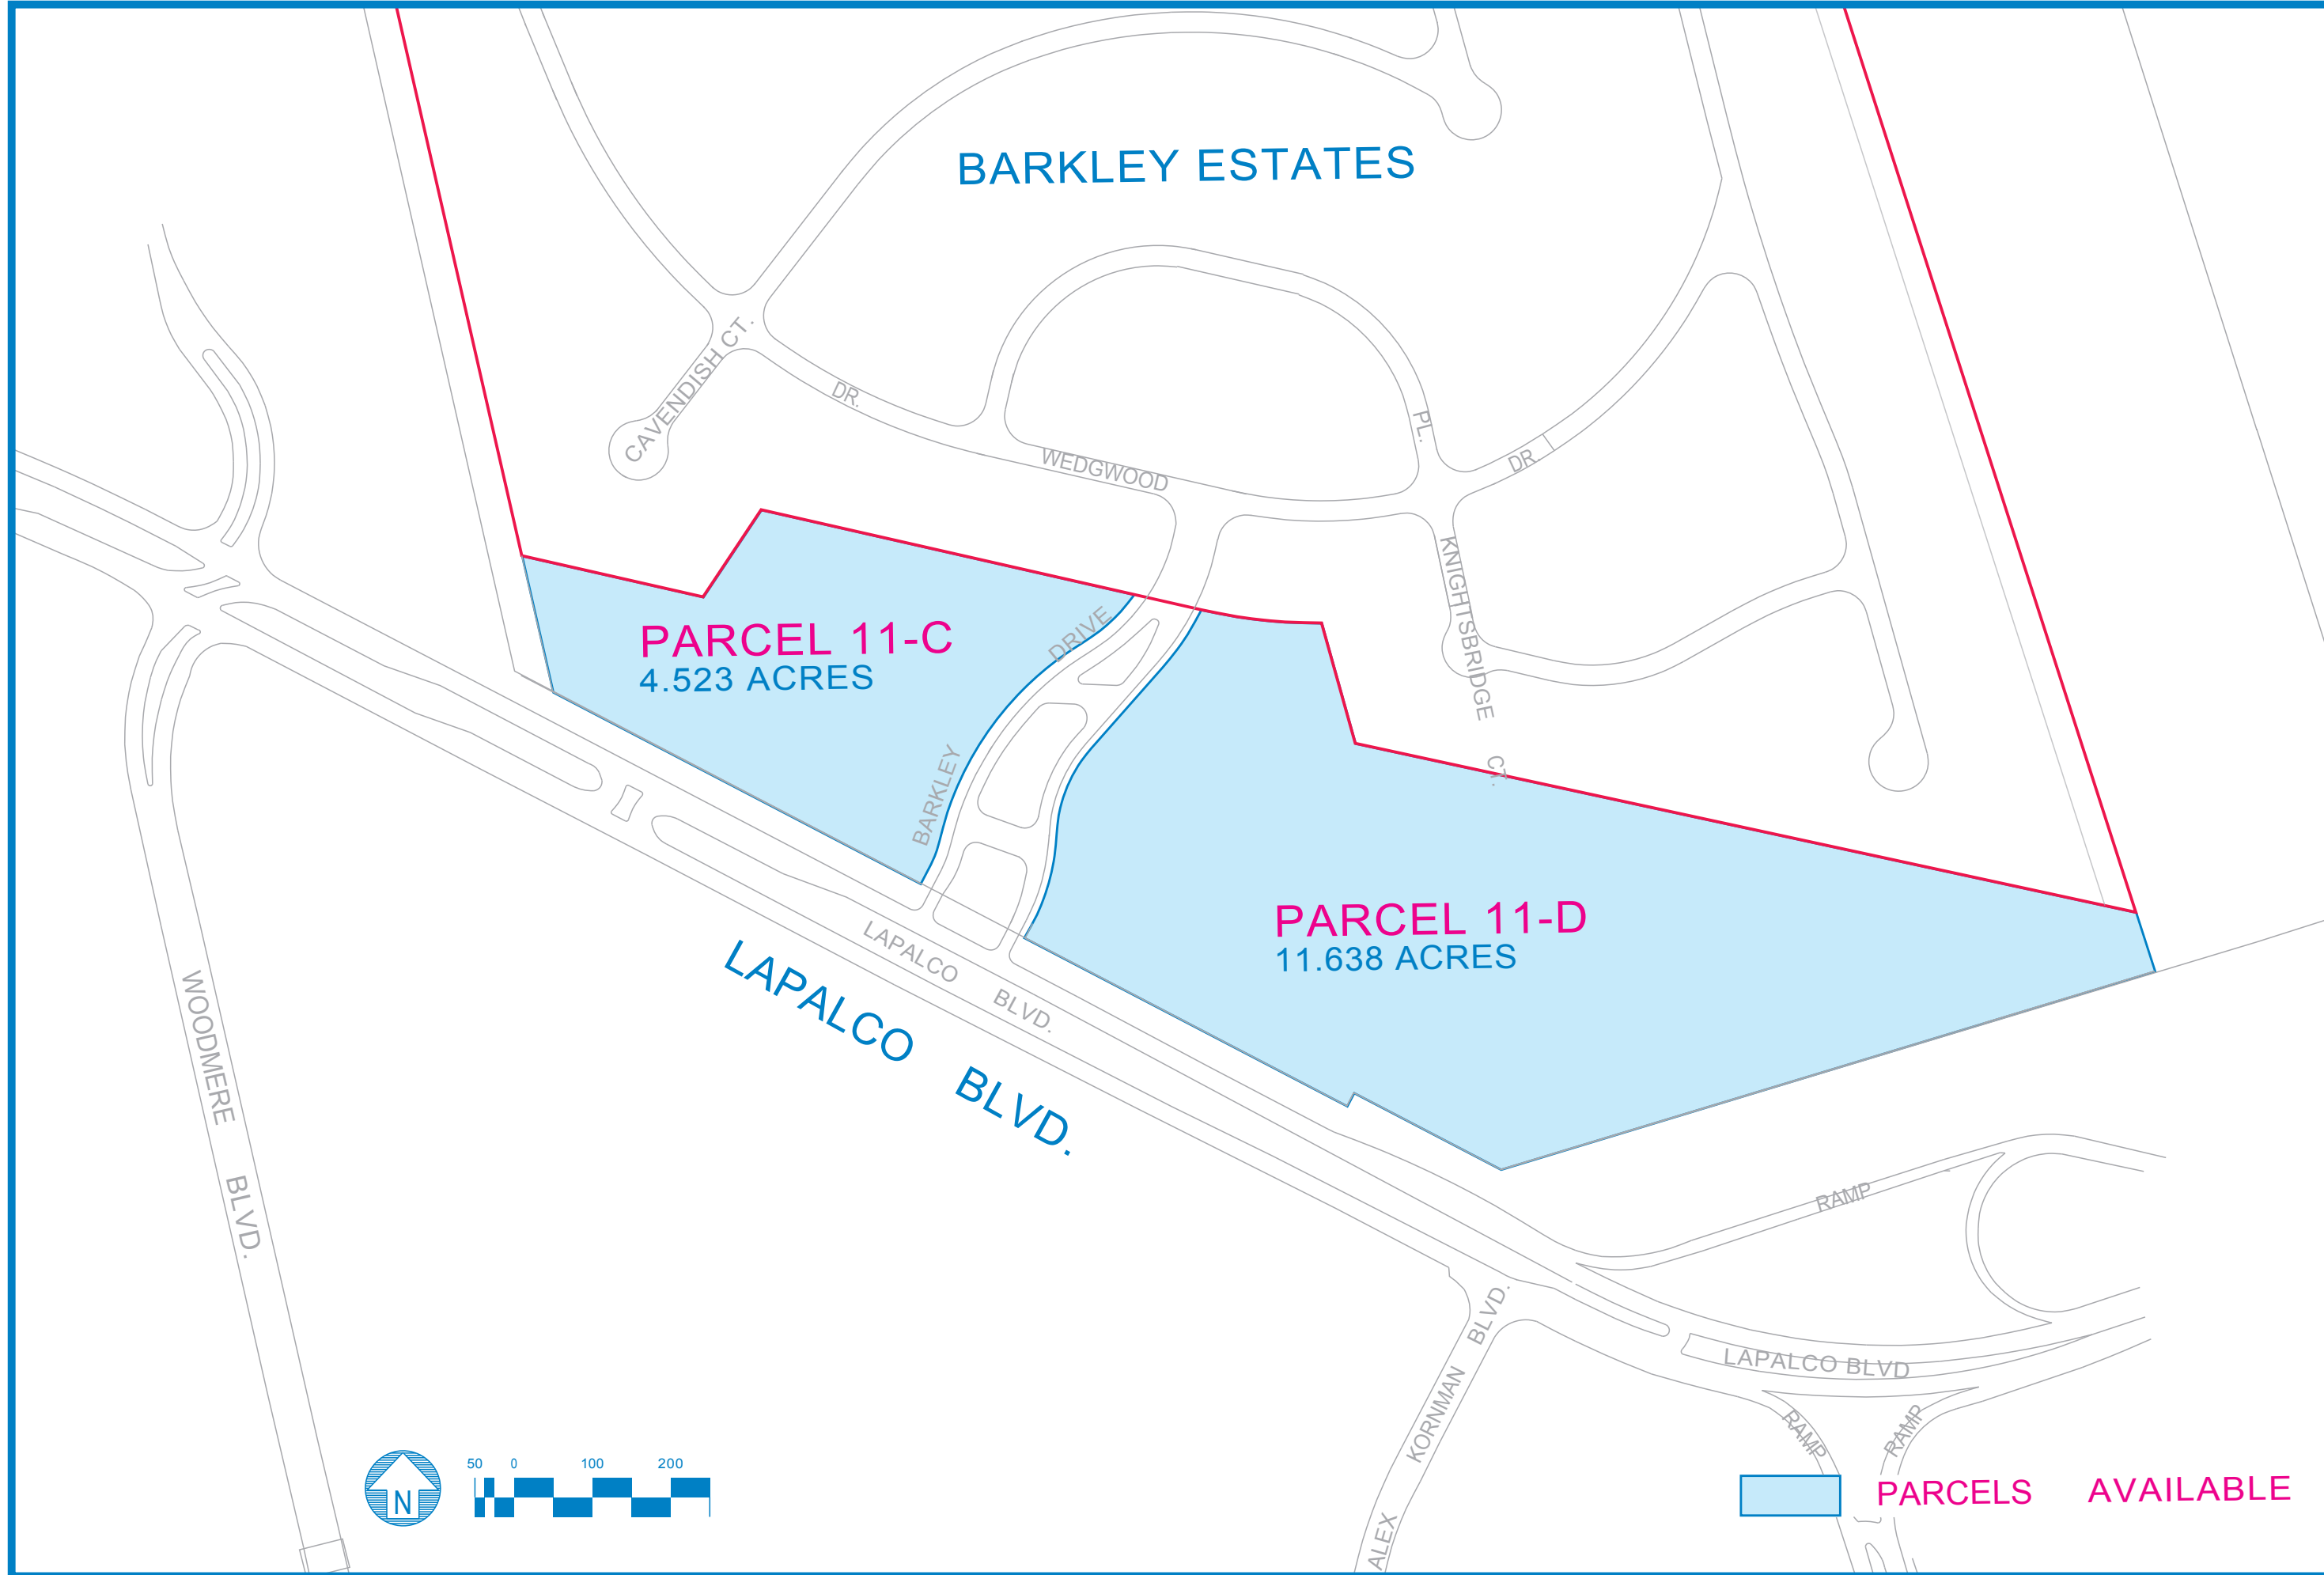 BARKLEY ESTATES
CAVENDISH CT.
DR.
WEDGWOOD
PL.
DR.
KNIGHTSBRIDGE CT.
PARCEL 11-C
4.523 ACRES
BARKLEY DRIVE
PARCEL 11-D
11.638 ACRES
LAPALCO BLVD.
LAPALCO BLVD.
WOODMERE BLVD.
RAMP
ALEX KORNMAN BLVD.
LAPALCO BLVD
RAMP
RAMP
N
50 0 100 200
PARCELS AVAILABLE